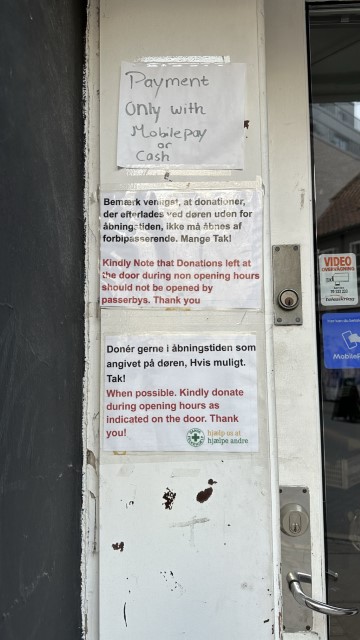 Payment
Only with
Mobilepay
or
Cash
Bemærk venligst, at donationer,
der efterlades ved døren uden for
åbningstiden, ikke må åbnes af
forbipasserende. Mange Tak!
Kindly Note that Donations left at
the door during non opening hours
should not be opened by
passerbys. Thank you
Donér gerne i åbningstiden som
angivet på døren, Hvis muligt.
Tak!
When possible. Kindly donate
during opening hours as
indicated on the door. Thank
you!
hjælp os at
hjælpe andre
VIDEO
OVERVÅGNING